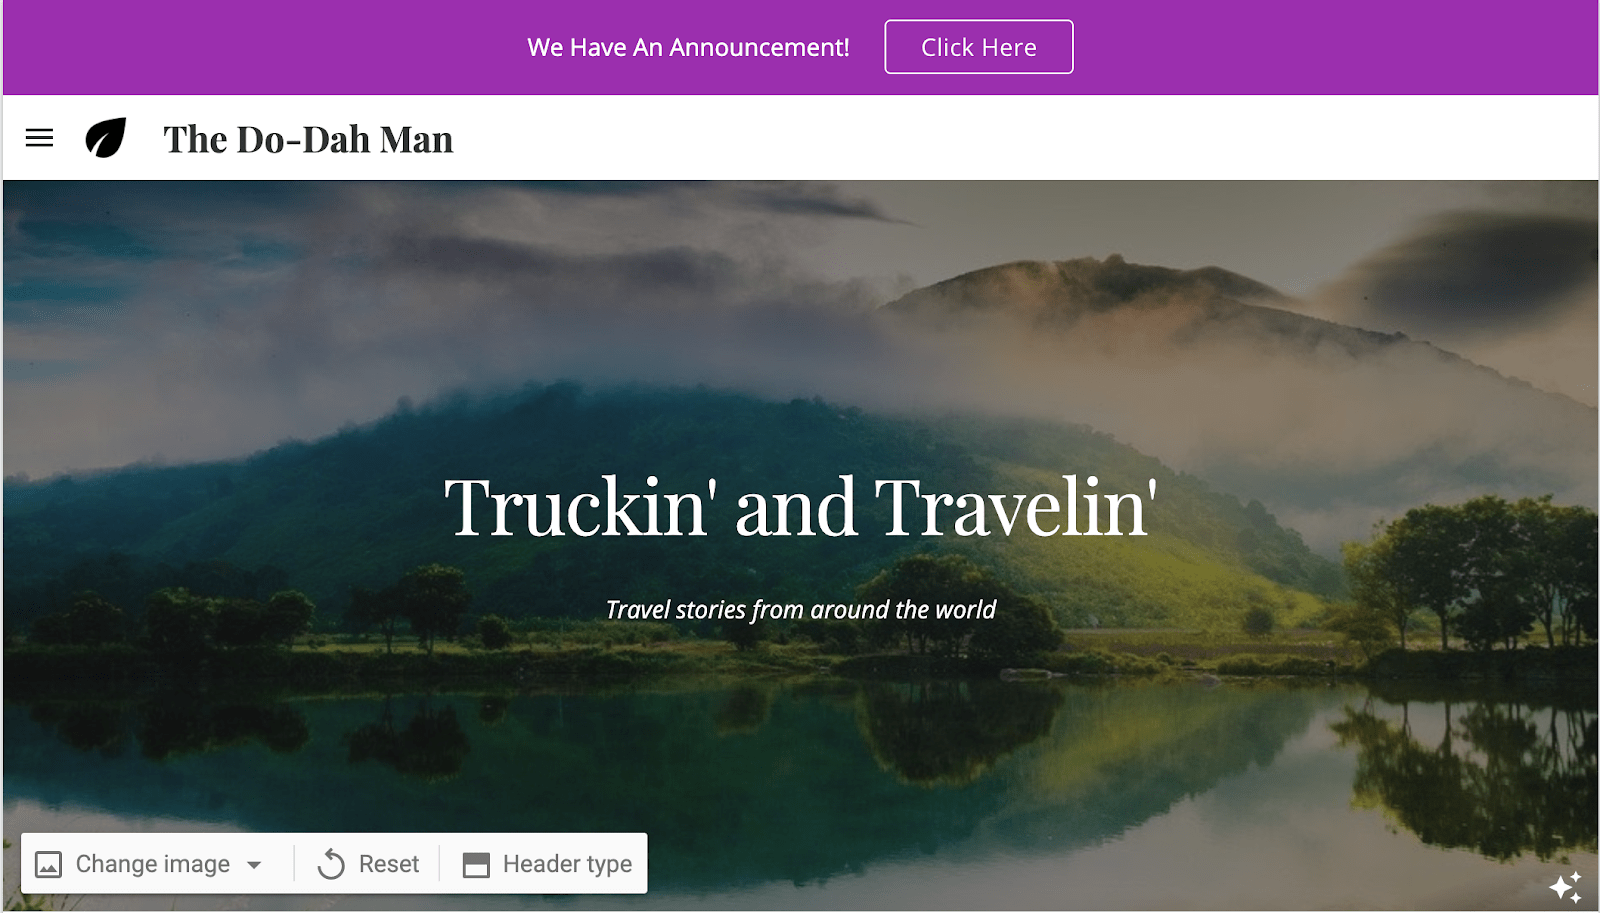 We Have An Announcement! Click Here
The Do-Dah Man
Truckin' and Travelin'
Travel stories from around the world
Change image Reset Header type